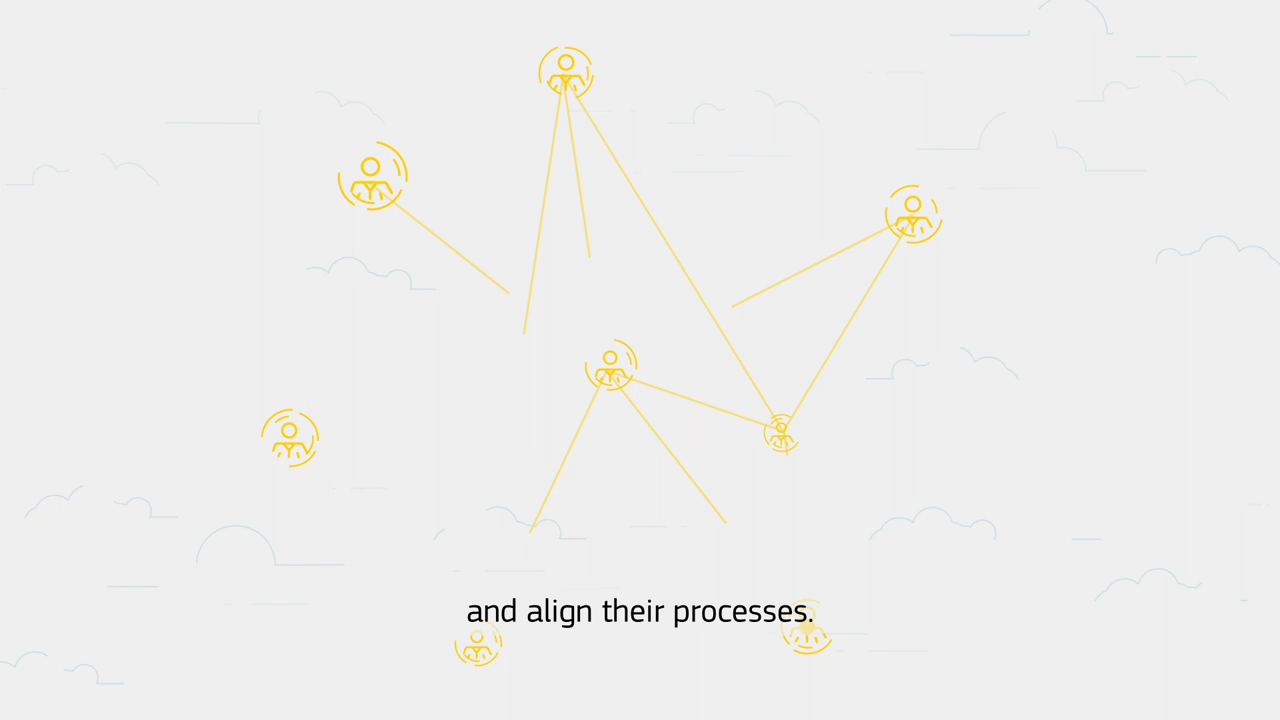 and align their processes.